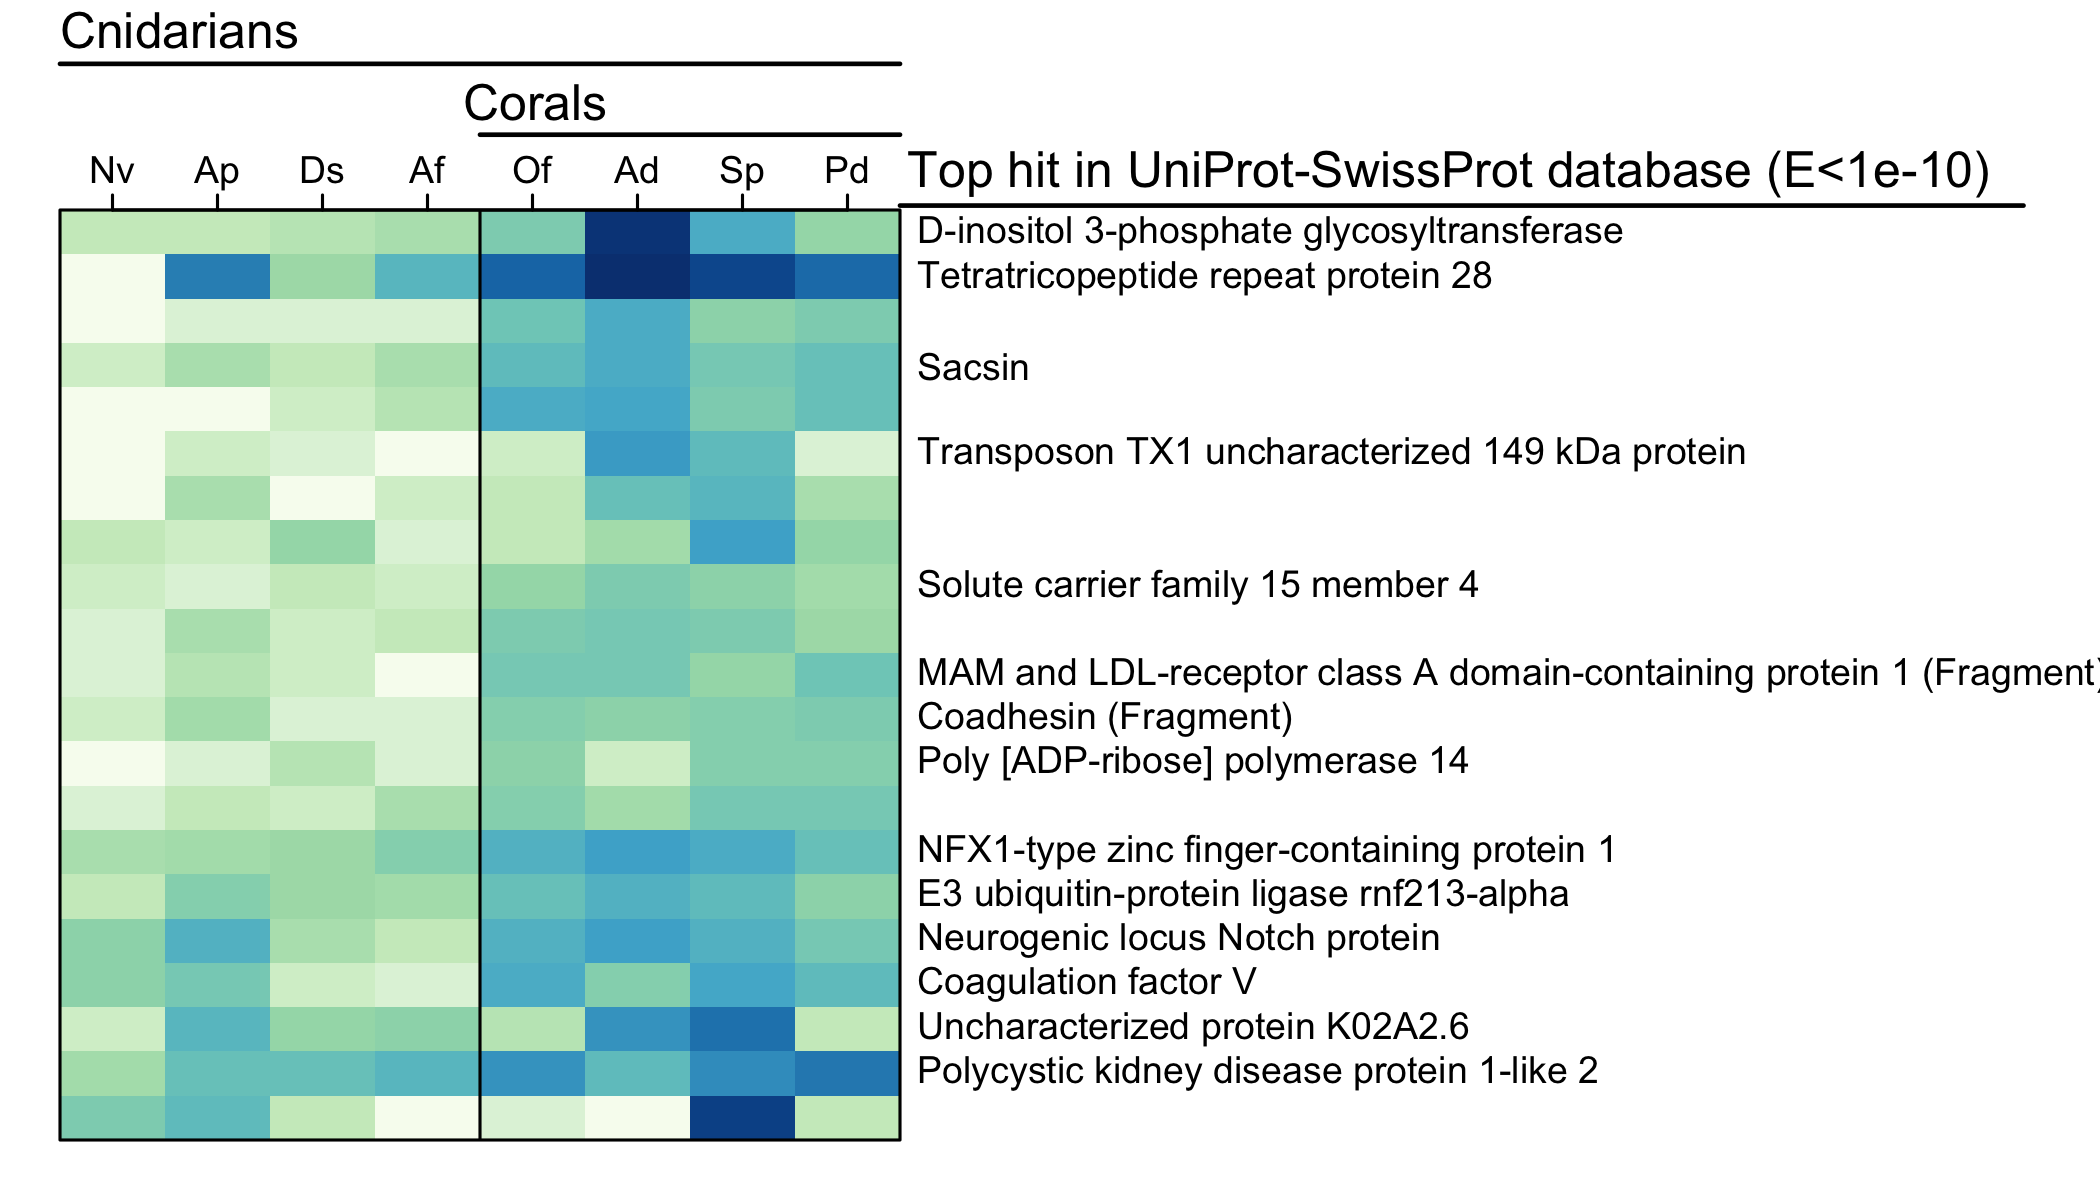 Cnidarians
Corals
Nv Ap Ds Af Of Ad Sp Pd Top hit in UniProt-SwissProt database (E<1e-10)
D-inositol 3-phosphate glycosyltransferase
Tetratricopeptide repeat protein 28
Sacsin
Transposon TX1 uncharacterized 149 kDa protein
Solute carrier family 15 member 4
MAM and LDL-receptor class A domain-containing protein 1 (Fragment)
Coadhesin (Fragment)
Poly [ADP-ribose] polymerase 14
NFX1-type zinc finger-containing protein 1
E3 ubiquitin-protein ligase rnf213-alpha
Neurogenic locus Notch protein
Coagulation factor V
Uncharacterized protein K02A2.6
Polycystic kidney disease protein 1-like 2